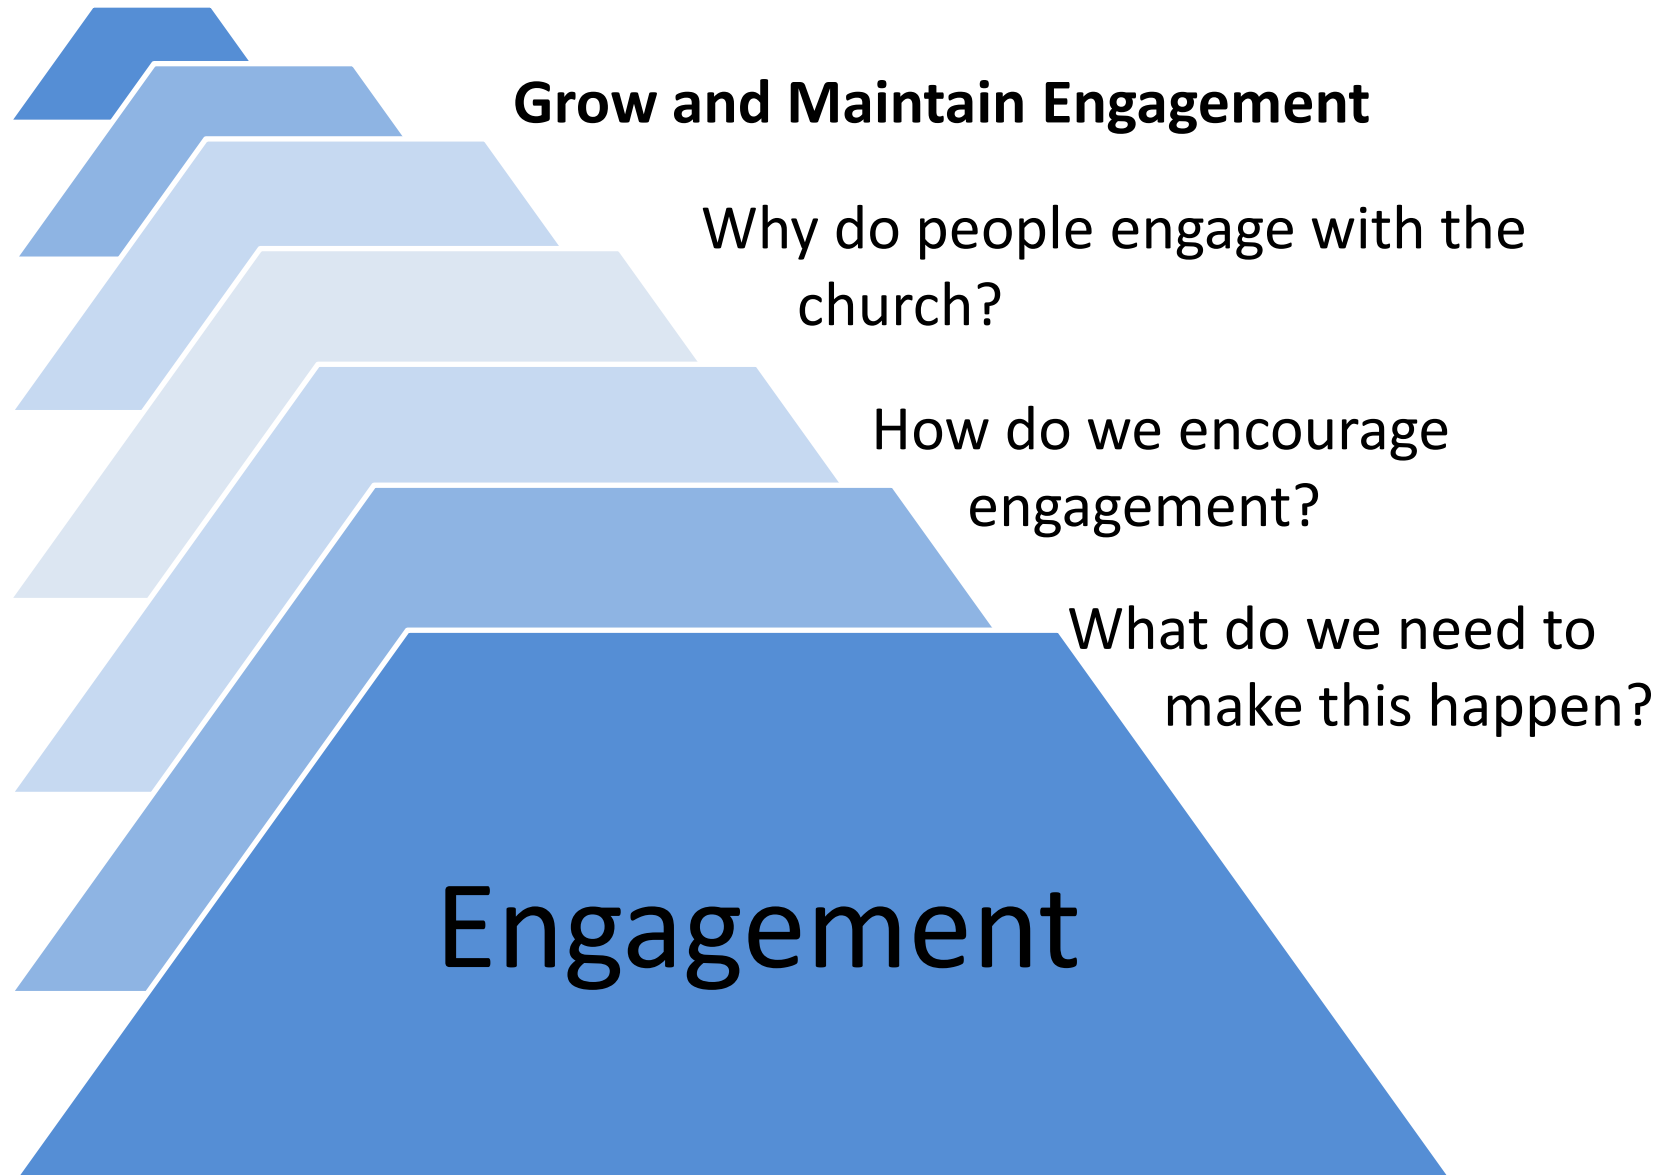 Grow and Maintain Engagement
Why do people engage with the
church?
How do we encourage
engagement?
What do we need to
make this happen?
Engagement